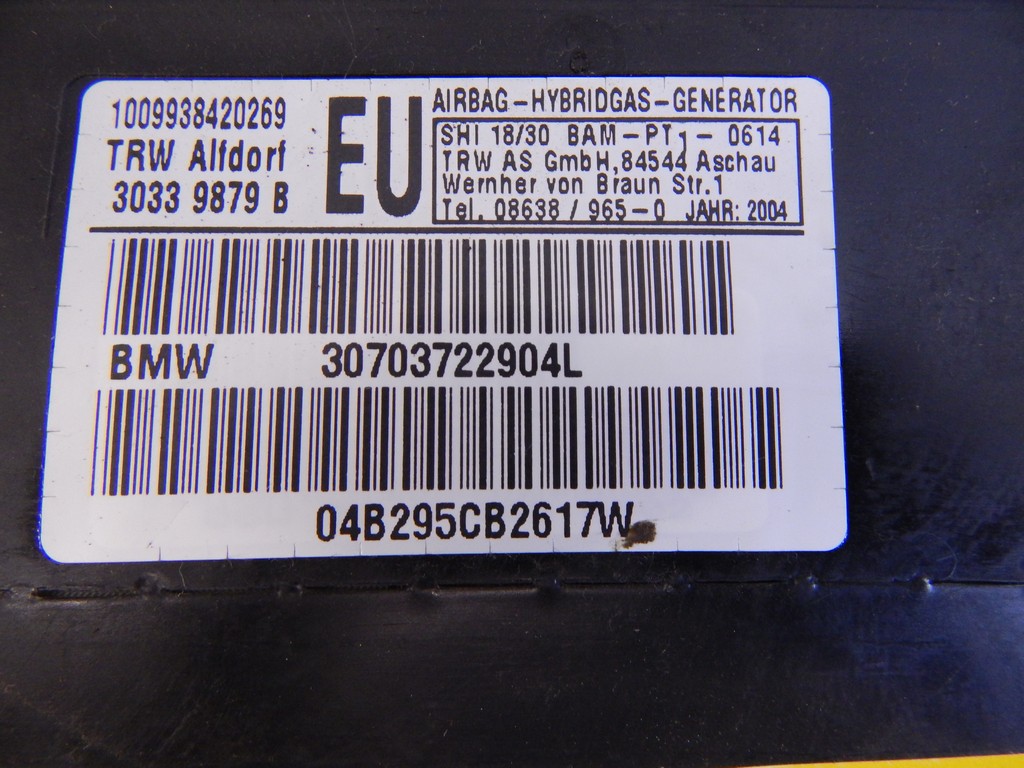 1009938420269
TRW Alfdorf
3033 9879 B
EU
AIRBAG-HYBRIDGAS-GENERATOR
SHI 18/30 BAM-PT1-0614
TRW AS GmbH,84544 Aschau
Wernher von Braun Str.1
Tel. 08638/965-0 JAHR: 2004
BMW 30703722904L
04B295CB2617W